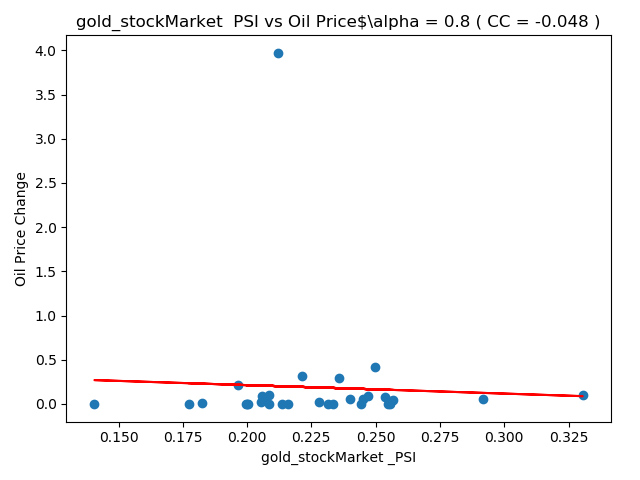 gold_stockMarket  PSI vs Oil Price$\alpha = 0.8 ( CC = -0.048 )
4.0
3.5
3.0
2.5
2.0
1.5
1.0
0.5
0.0
Oil Price Change
0.150 0.175 0.200 0.225 0.250 0.275 0.300 0.325
gold_stockMarket _PSI